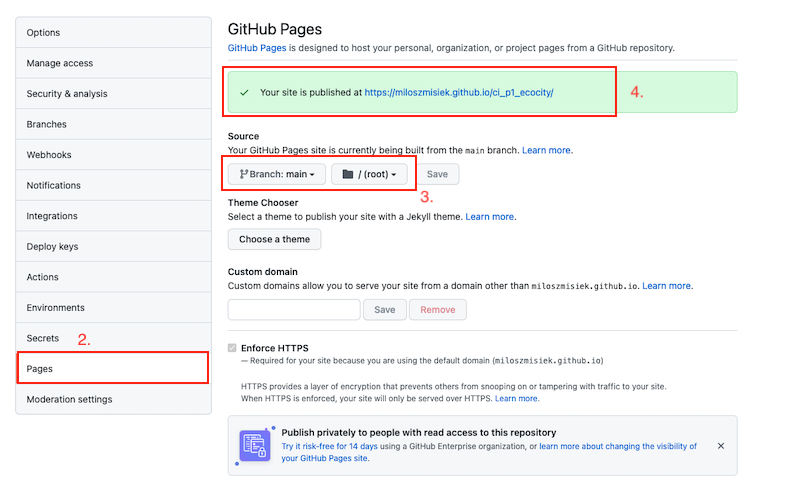 Options
Manage access
Security & analysis
Branches
Webhooks
Notifications
Integrations
Deploy keys
Actions
Environments
Secrets
2.
Pages
Moderation settings
GitHub Pages
GitHub Pages is designed to host your personal, organization, or project pages from a GitHub repository.
Your site is published at https://miloszmisiek.github.io/ci_p1_ecocity/
4.
Source
Your GitHub Pages site is currently being built from the main branch. Learn more.
Branch: main / (root) Save
3.
Theme Chooser
Select a theme to publish your site with a Jekyll theme. Learn more.
Choose a theme
Custom domain
Custom domains allow you to serve your site from a domain other than miloszmisiek.github.io. Learn more.
Save Remove
Enforce HTTPS
— Required for your site because you are using the default domain (miloszmisiek.github.io)
HTTPS provides a layer of encryption that prevents others from snooping on or tampering with traffic to your site.
When HTTPS is enforced, your site will only be served over HTTPS. Learn more.
Publish privately to people with read access to this repository
Try it risk-free for 14 days using a GitHub Enterprise organization, or learn more about changing the visibility of
your GitHub Pages site.